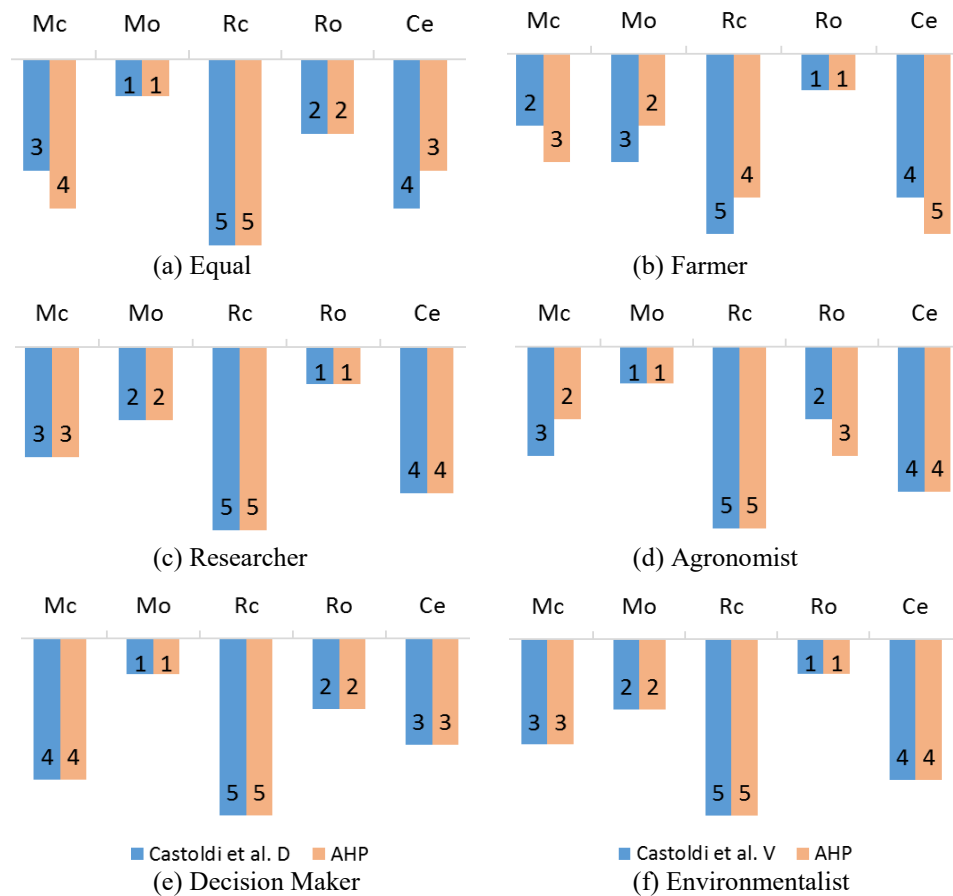 Mc Mo Rc Ro Ce
1 1
2 2
3
3
4
4
5 5
(a) Equal
Mc Mo Rc Ro Ce
1 1
2
2
3
3
4
4
5
5
(b) Farmer
Mc Mo Rc Ro Ce
1 1
2 2
3 3
4 4
5 5
(c) Researcher
Mc Mo Rc Ro Ce
1 1
2
2
3
3
4 4
5 5
(d) Agronomist
Mc Mo Rc Ro Ce
1 1
2 2
3 3
4 4
5 5
Castoldi et al. D AHP
(e) Decision Maker
Mc Mo Rc Ro Ce
1 1
2 2
3 3
4 4
5 5
Castoldi et al. V AHP
(f) Environmentalist